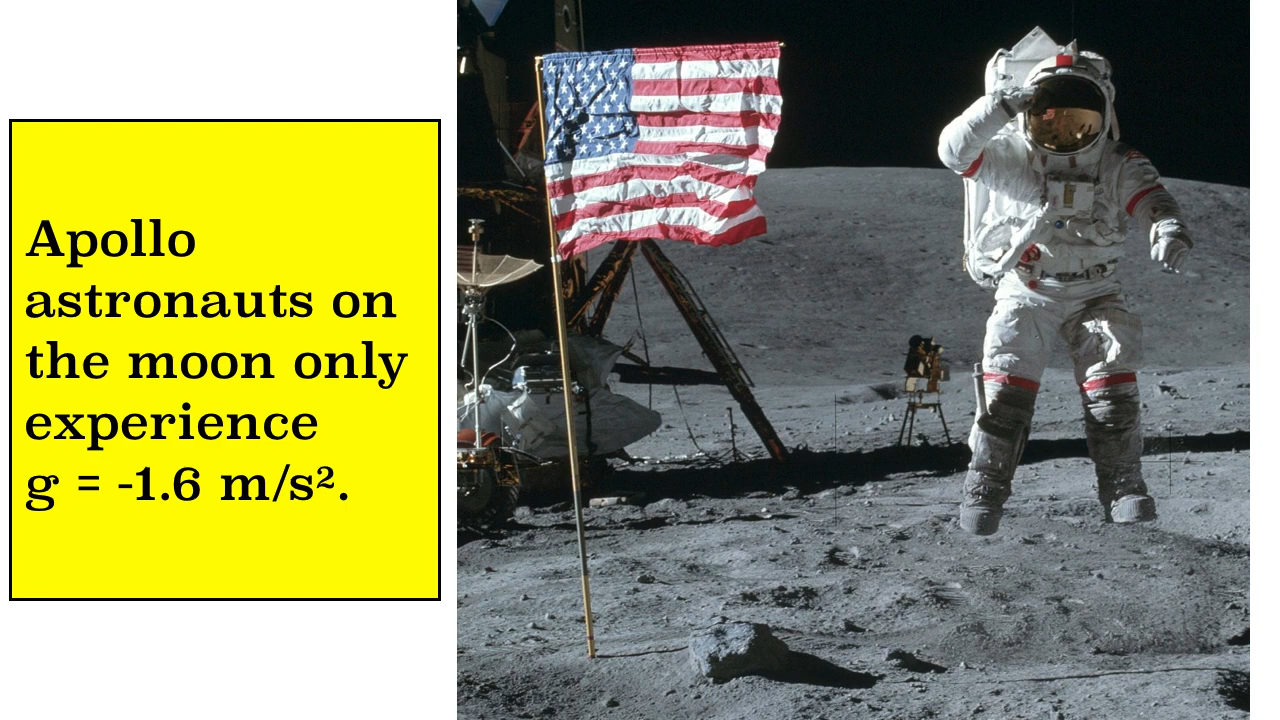 Apollo
astronauts on
the moon only
experience
g = -1.6 m/s².